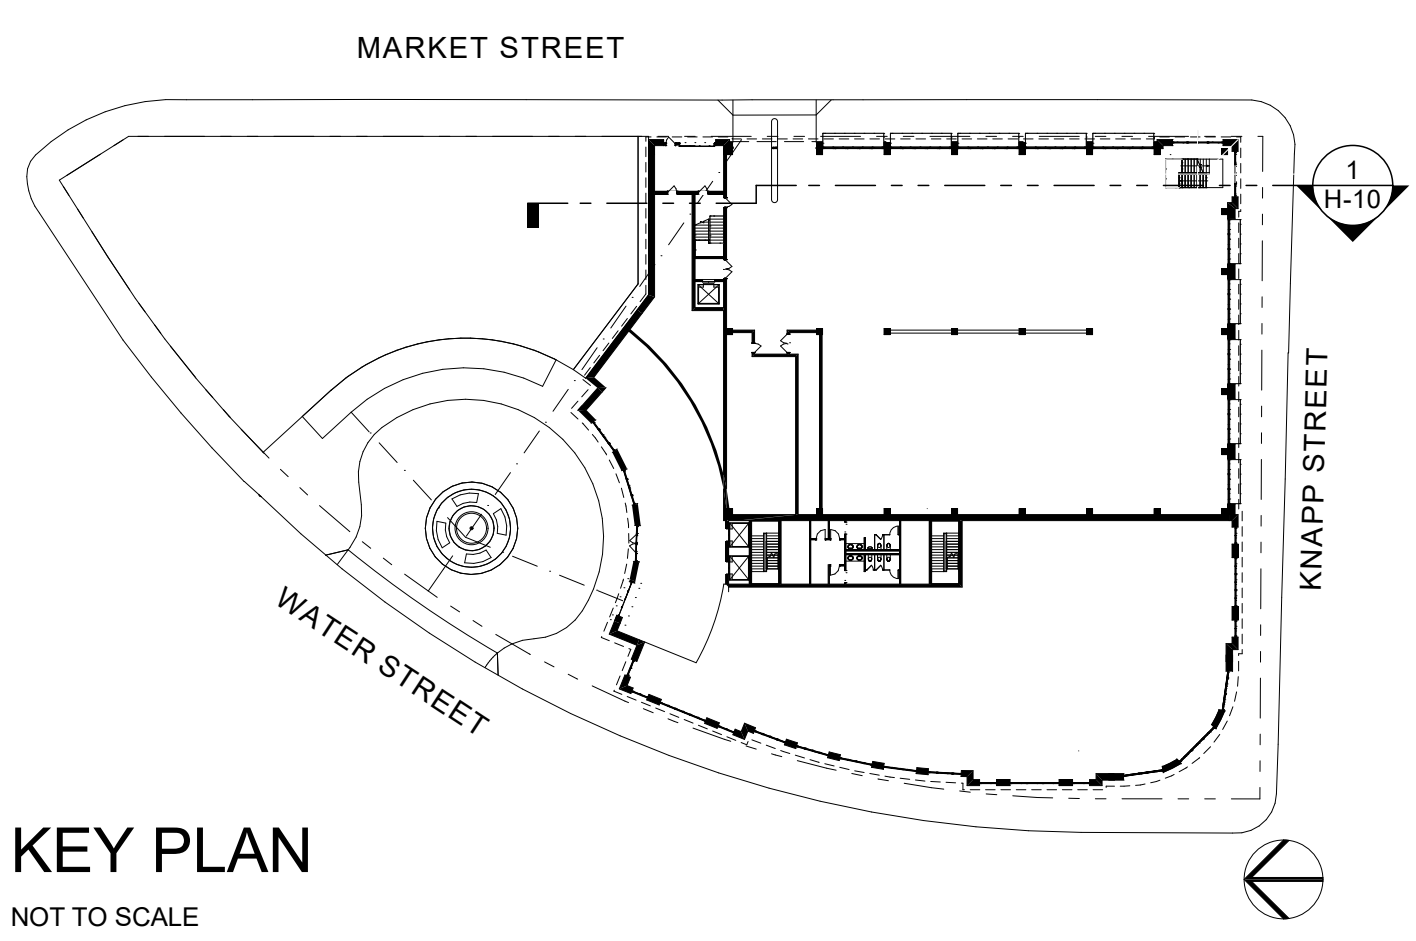 MARKET STREET
1
H-10
KNAPP STREET
WATER STREET
KEY PLAN
NOT TO SCALE